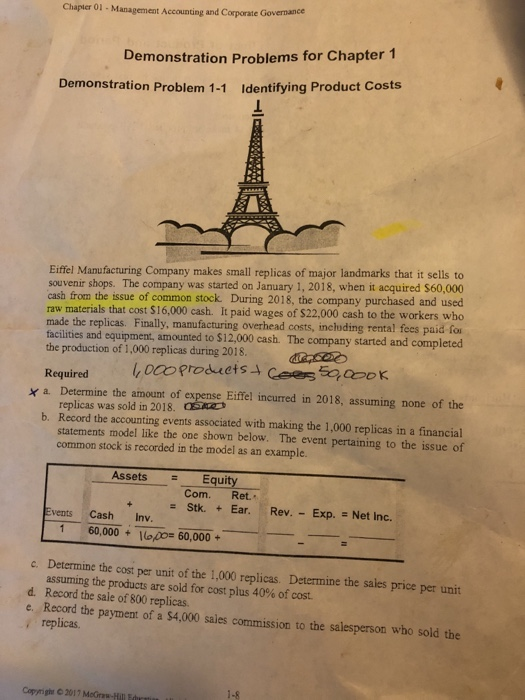 Chapter 01 - Management Accounting and Corporate Governance
Demonstration Problems for Chapter 1
Demonstration Problem 1-1 Identifying Product Costs
Eiffel Manufacturing Company makes small replicas of major landmarks that it sells to
souvenir shops. The company was started on January 1, 2018, when it acquired $60,000
cash from the issue of common stock. During 2018, the company purchased and used
raw materials that cost $16,000 cash. It paid wages of $22,000 cash to the workers who
made the replicas. Finally, manufacturing overhead costs, including rental fees paid for
facilities and equipment, amounted to $12,000 cash. The company started and completed
the production of 1,000 replicas during 2018.
Required 1,000 products 50,000K
x a. Determine the amount of expense Eiffel incurred in 2018, assuming none of the
replicas was sold in 2018.
b. Record the accounting events associated with making the 1,000 replicas in a financial
statements model like the one shown below. The event pertaining to the issue of
common stock is recorded in the model as an example.
Assets = Equity
Com. Ret.
Events Cash + Inv. = Stk. + Ear. Rev. - Exp. = Net Inc.
1 60,000 + 16,00= 60,000 + - =
c. Determine the cost per unit of the 1,000 replicas. Determine the sales price per unit
assuming the products are sold for cost plus 40% of cost.
d. Record the sale of 800 replicas.
e. Record the payment of a $4,000 sales commission to the salesperson who sold the
replicas.
Copyright © 2017 McGraw-Hill 1-8